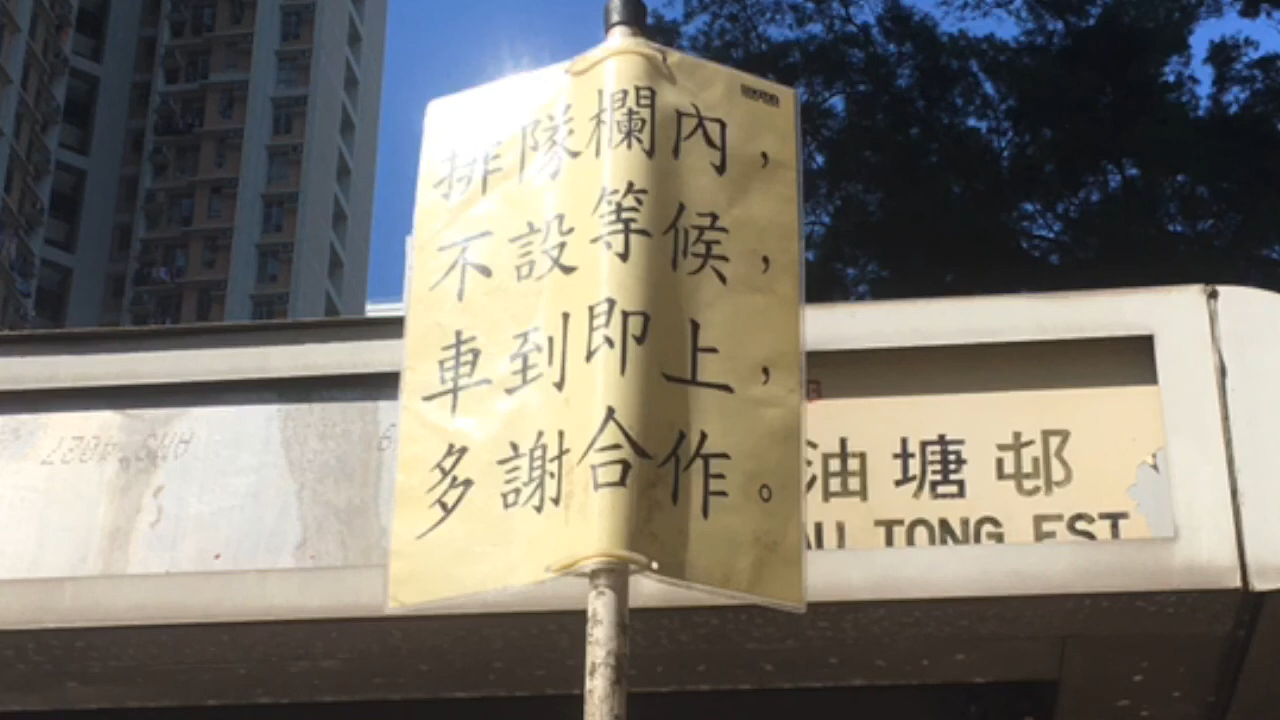 排隊欄內，
不設等候，
車到即上，
多謝合作。
油塘邨
AU TONG EST